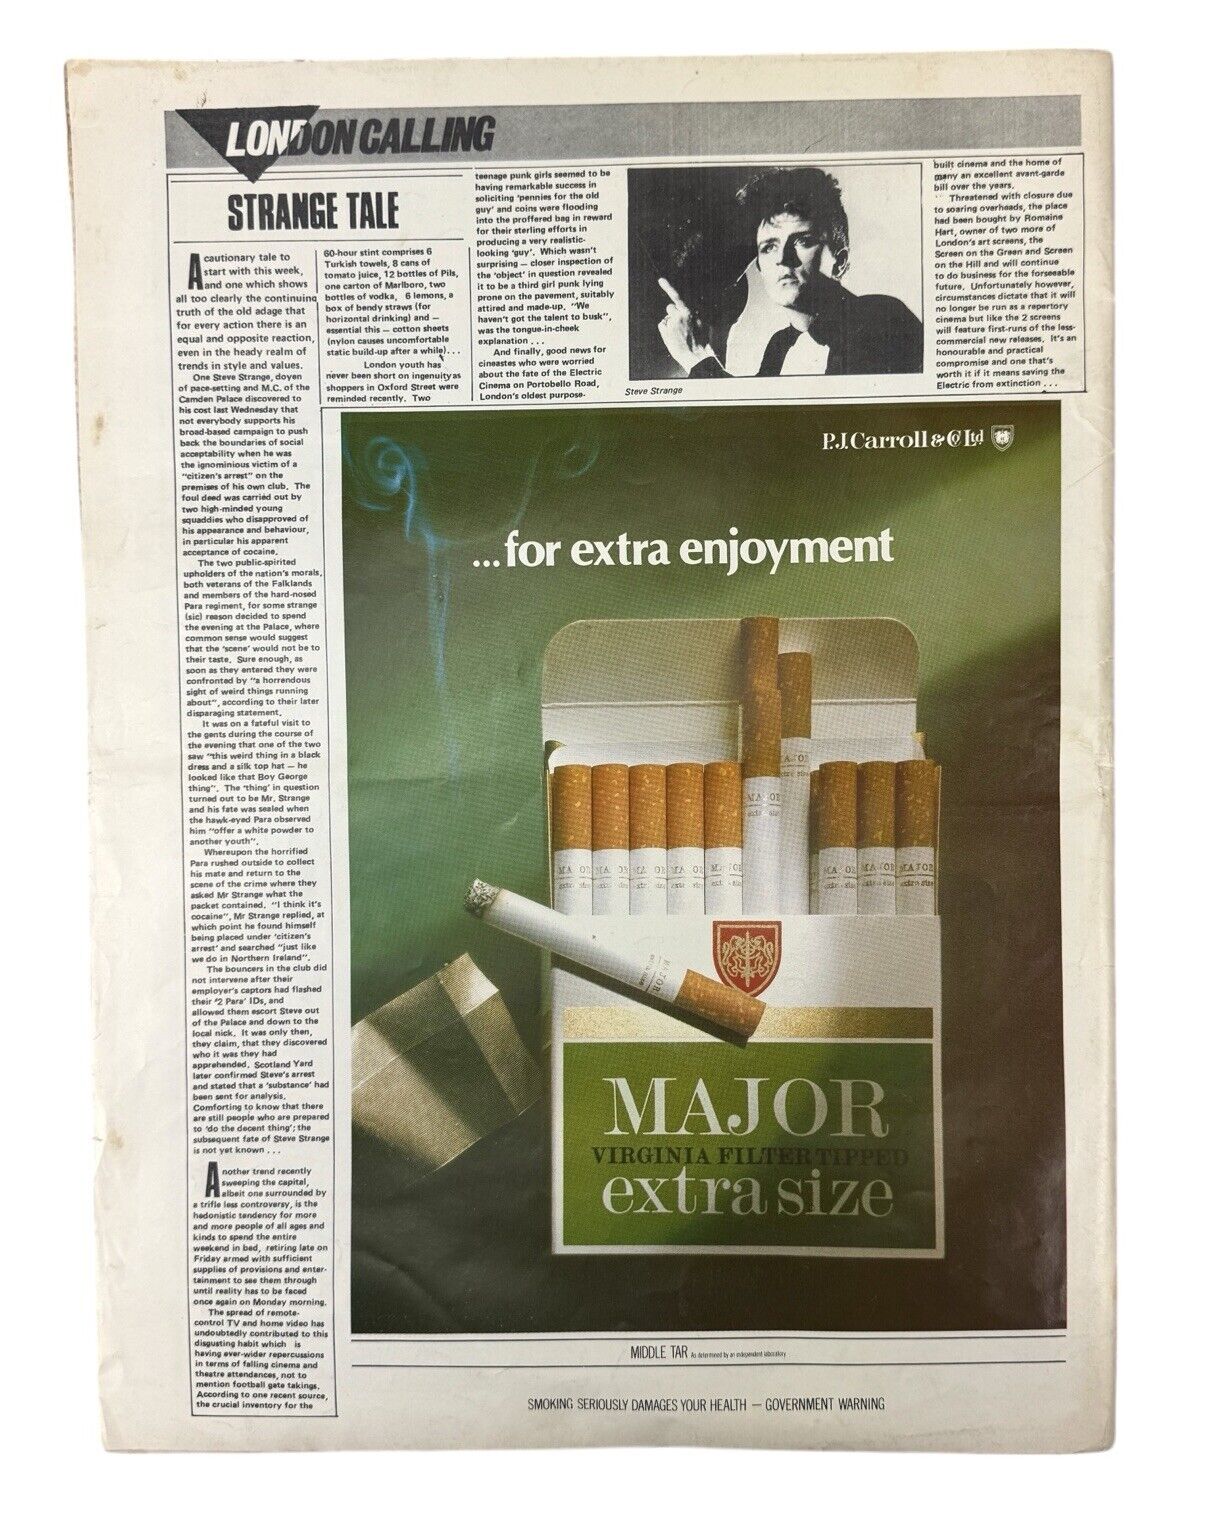 LONDON CALLING
STRANGE TALE
A cautionary tale to
start with this week,
and one which shows
all too clearly the continuing
truth of the old adage that
for every action there is an
equal and opposite reaction,
even in the heady realm of
trends in style and values.
One Steve Strange, doyen
of pace-setting and M.C. of the
Camden Palace discovered to
his cost last Wednesday that
not everybody supports his
broad-based campaign to push
back the boundaries of social
acceptability when he was
the ignominious victim of a
"citizen's arrest" on the
premises of his own club. The
foul deed was carried out by
two high-minded young
squaddies who disapproved of
his appearance and behaviour,
in particular his apparent
acceptance of cocaine.
The two public-spirited
upholders of the nation's morals,
both veterans of the Falklands
and members of the hard-nosed
Para regiment, for some strange
(sic) reason decided to spend
the evening at the Palace, where
common sense would suggest
that the 'scene' would not be to
their taste. Sure enough, as
soon as they entered they were
confronted by "a horrendous
sight of weird things running
about", according to their later
disparaging statement.
It was on a fateful visit to
the gents during the course of
the evening that one of the two
saw "this weird thing in a black
dress and a silk top hat — he
looked like that Boy George
thing". The 'thing' in question
turned out to be Mr. Strange
and his fate was sealed when
the hawk-eyed Para observed
him "offer a white powder to
another youth".
Whereupon the horrified
Para rushed outside to collect
his mate and return to the
scene of the crime where they
asked Mr Strange what the
packet contained. "I think it's
cocaine", Mr Strange replied, at
which point he found himself
being placed under 'citizen's
arrest' and searched "just like
we do in Northern Ireland".
The bouncers in the club did
not intervene after their
employer's captors had flashed
their '2 Para' IDs, and
allowed them escort Steve out
of the Palace and down to the
local nick. It was only then,
they claim, that they discovered
who it was they had
apprehended. Scotland Yard
later confirmed Steve's arrest
and stated that a 'substance' had
been sent for analysis.
Comforting to know that there
are still people who are prepared
to 'do the decent thing'; the
subsequent fate of Steve Strange
is not yet known . . .
Another trend recently
sweeping the capital,
albeit one surrounded by
a trifle less controversy, is the
hedonistic tendency for more
and more people of all ages and
kinds to spend the entire
weekend in bed, retiring late on
Friday armed with sufficient
supplies of provisions and enter-
tainment to see them through
until reality has to be faced
once again on Monday morning.
The spread of remote-
control TV and home video has
undoubtedly contributed to this
disgusting habit which is
having ever-wider repercussions
in terms of falling cinema and
theatre attendances, not to
mention football gate takings.
According to one recent source,
the crucial inventory for the
60-hour stint comprises 6
Turkish towels, 8 cans of
tomato juice, 12 bottles of Pils,
one carton of Marlboro, two
bottles of vodka, 6 lemons, a
box of bendy straws (for
horizontal drinking) and —
essential this — cotton sheets
(nylon causes uncomfortable
static build-up after a while) . . .
London youth has
never been short on ingenuity as
shoppers in Oxford Street were
reminded recently. Two
teenage punk girls seemed to be
having remarkable success in
soliciting 'pennies for the old
guy' and coins were flooding
into the proffered bag in reward
for their sterling efforts in
producing a very realistic-
looking 'guy'. Which wasn't
surprising — closer inspection of
the 'object' in question revealed
it to be a third girl punk lying
prone on the pavement, suitably
attired and made-up. "We
haven't got the talent to busk",
was the tongue-in-cheek
explanation . . .
And finally, good news for
cineastes who were worried
about the fate of the Electric
Cinema on Portobello Road,
London's oldest purpose-
Steve Strange
built cinema and the home of
many an excellent avant-garde
bill over the years.
Threatened with closure due
to soaring overheads, the place
had been bought by Romaine
Hart, owner of two more of
London's art screens, the
Screen on the Green and Screen
on the Hill and will continue
to do business for the forseeable
future. Unfortunately however,
circumstances dictate that it will
no longer be run as a repertory
cinema but like the 2 screens
will feature first-runs of the less-
commercial new releases. It's an
honourable and practical
compromise and one that's
worth it if it means saving the
Electric from extinction . . .
P.J. Carroll & Co Ltd
...for extra enjoyment
MAJOR
extra size
MAJOR
extra size
MAJOR
VIRGINIA FILTER TIPPED
extra size
MIDDLE TAR As determined by an independent laboratory
SMOKING SERIOUSLY DAMAGES YOUR HEALTH — GOVERNMENT WARNING